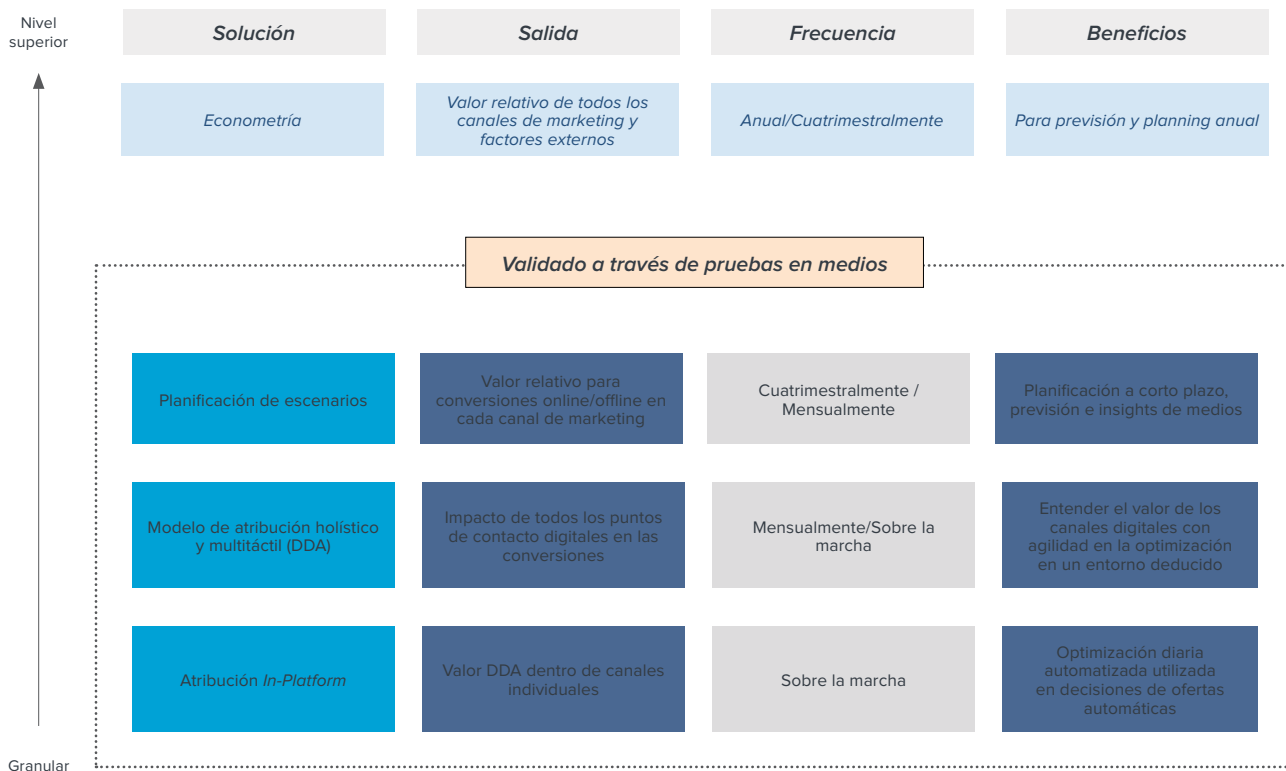 Nivel
superior
Solución
Salida
Frecuencia
Beneficios
Econometría
Valor relativo de todos los
canales de marketing y
factores externos
Anual/Cuatrimestralmente
Para previsión y planning anual
Validado a través de pruebas en medios
Planificación de escenarios
Valor relativo para
conversiones online/offline en
cada canal de marketing
Cuatrimestralmente /
Mensualmente
Planificación a corto plazo,
previsión e insights de medios
Modelo de atribución holístico
y multitáctil (DDA)
Impacto de todos los puntos
de contacto digitales en las
conversiones
Mensualmente/Sobre la
marcha
Entender el valor de los
canales digitales con
agilidad en la optimización
en un entorno deducido
Atribución In-Platform
Valor DDA dentro de canales
individuales
Sobre la marcha
Optimización diaria
automatizada utilizada
en decisiones de ofertas
automáticas
Granular